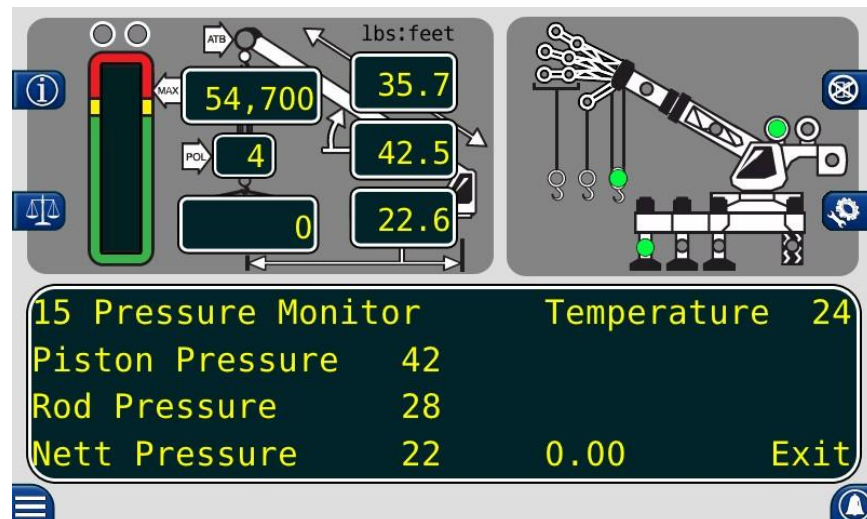 lbs:feet
ATB
MAX
54,700
35.7
POL
4
42.5
0
22.6
15 Pressure Monitor Temperature 24
Piston Pressure 42
Rod Pressure 28
Nett Pressure 22 0.00 Exit